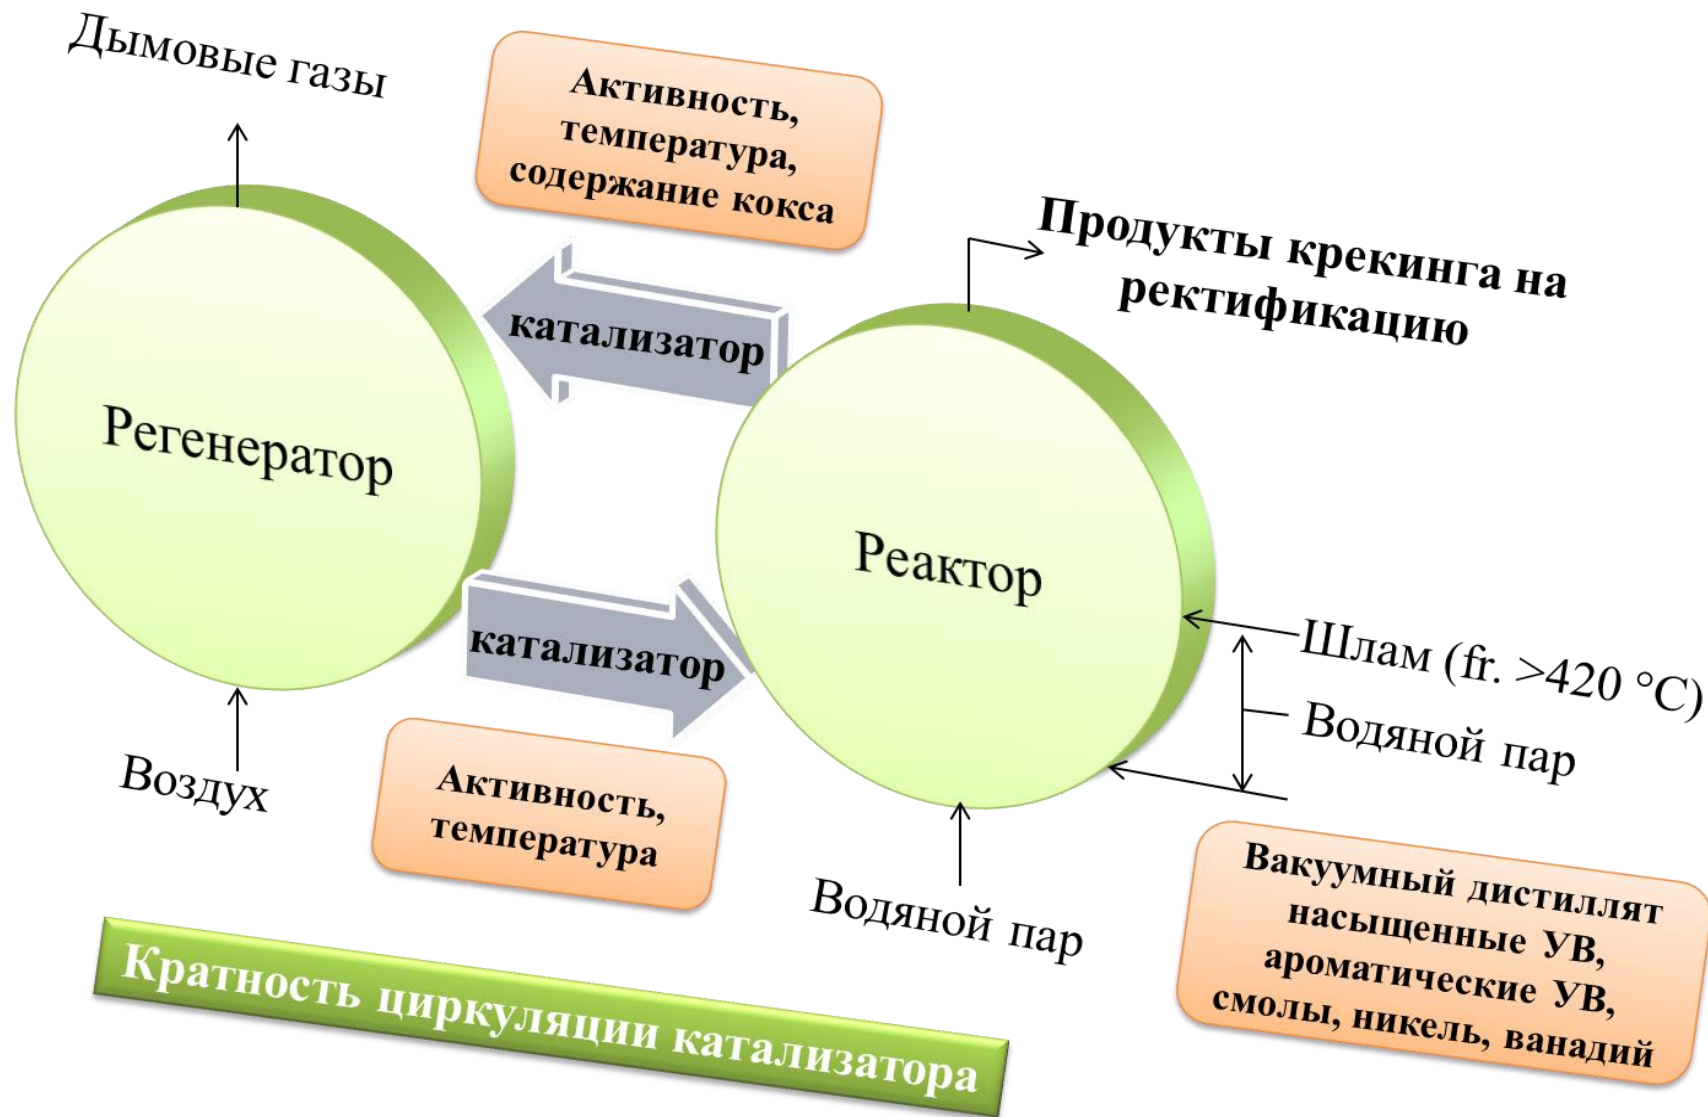 Дымовые газы
Активность,
температура,
содержание кокса
Продукты крекинга на
ректификацию
катализатор
Регенератор
Реактор
катализатор
Шлам (fr. >420 °C)
Водяной пар
Воздух
Активность,
температура
Водяной пар
Вакуумный дистиллят
насыщенные УВ,
ароматические УВ,
смолы, никель, ванадий
Кратность циркуляции катализатора